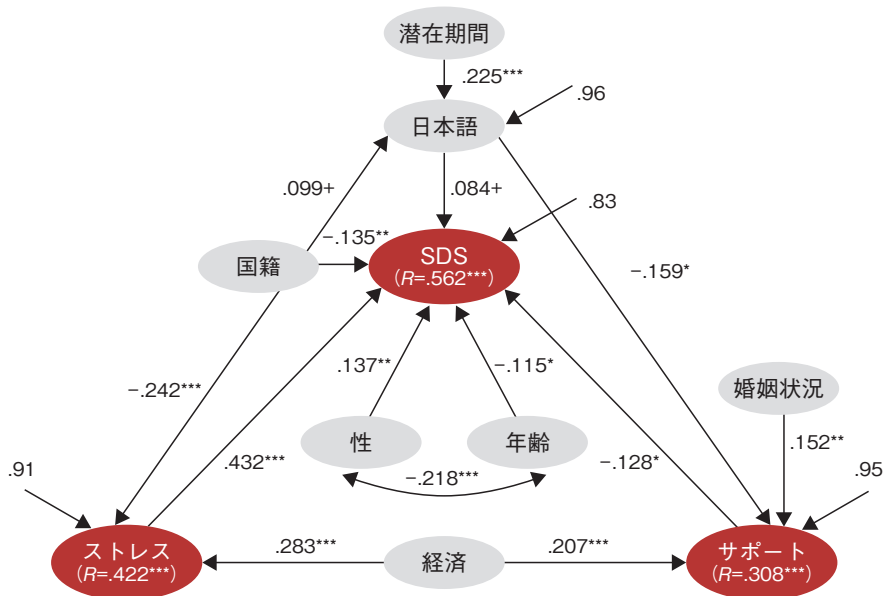 潜在期間
.225***
.96
日本語
.099+
.084+
.83
−.135**
SDS
(R=.562***)
国籍
−.159*
.137**
−.115*
−.242***
婚姻状況
性
年齢
.432***
−.128*
.152**
−.218***
.91
.95
ストレス
(R=.422***)
.283***
経済
.207***
サポート
(R=.308***)